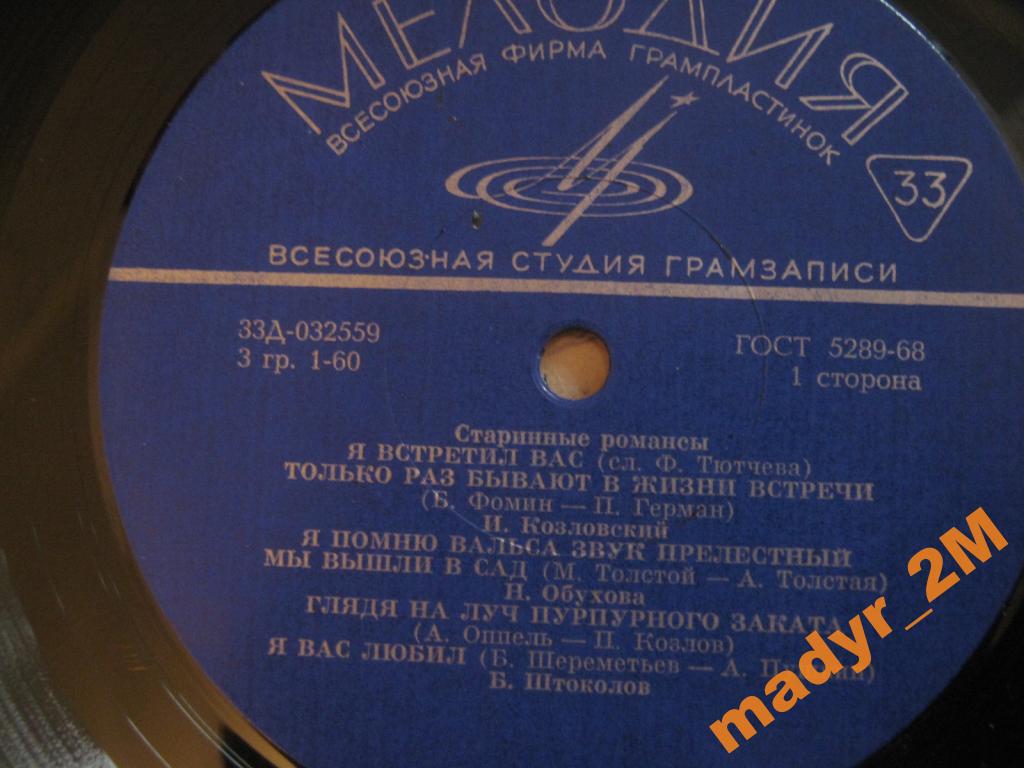 МЕЛОДИЯ
ВСЕСОЮЗНАЯ ФИРМА ГРАМПЛАСТИНОК
33
ВСЕСОЮЗНАЯ СТУДИЯ ГРАМЗАПИСИ
33Д-032559
3 гр. 1-60
ГОСТ 5289-68
1 сторона
Старинные романсы
Я ВСТРЕТИЛ ВАС (сл. Ф. Тютчева)
ТОЛЬКО РАЗ БЫВАЮТ В ЖИЗНИ ВСТРЕЧИ
(Б. Фомин — П. Герман)
И. Козловский
Я ПОМНЮ ВАЛЬСА ЗВУК ПРЕЛЕСТНЫЙ
МЫ ВЫШЛИ В САД (М. Толстой — А. Толстая)
Н. Обухова
ГЛЯДЯ НА ЛУЧ ПУРПУРНОГО ЗАКАТА
(А. Оппель — П. Козлов)
Я ВАС ЛЮБИЛ (Б. Шереметьев — А.
Б. Штоколов
madyr_2M